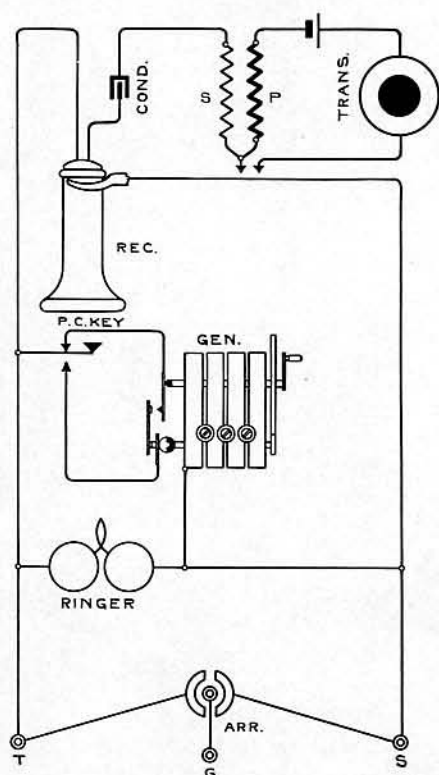 COND.
S
P
TRANS.
REC.
P.C.KEY
GEN.
RINGER
ARR.
T
G
S